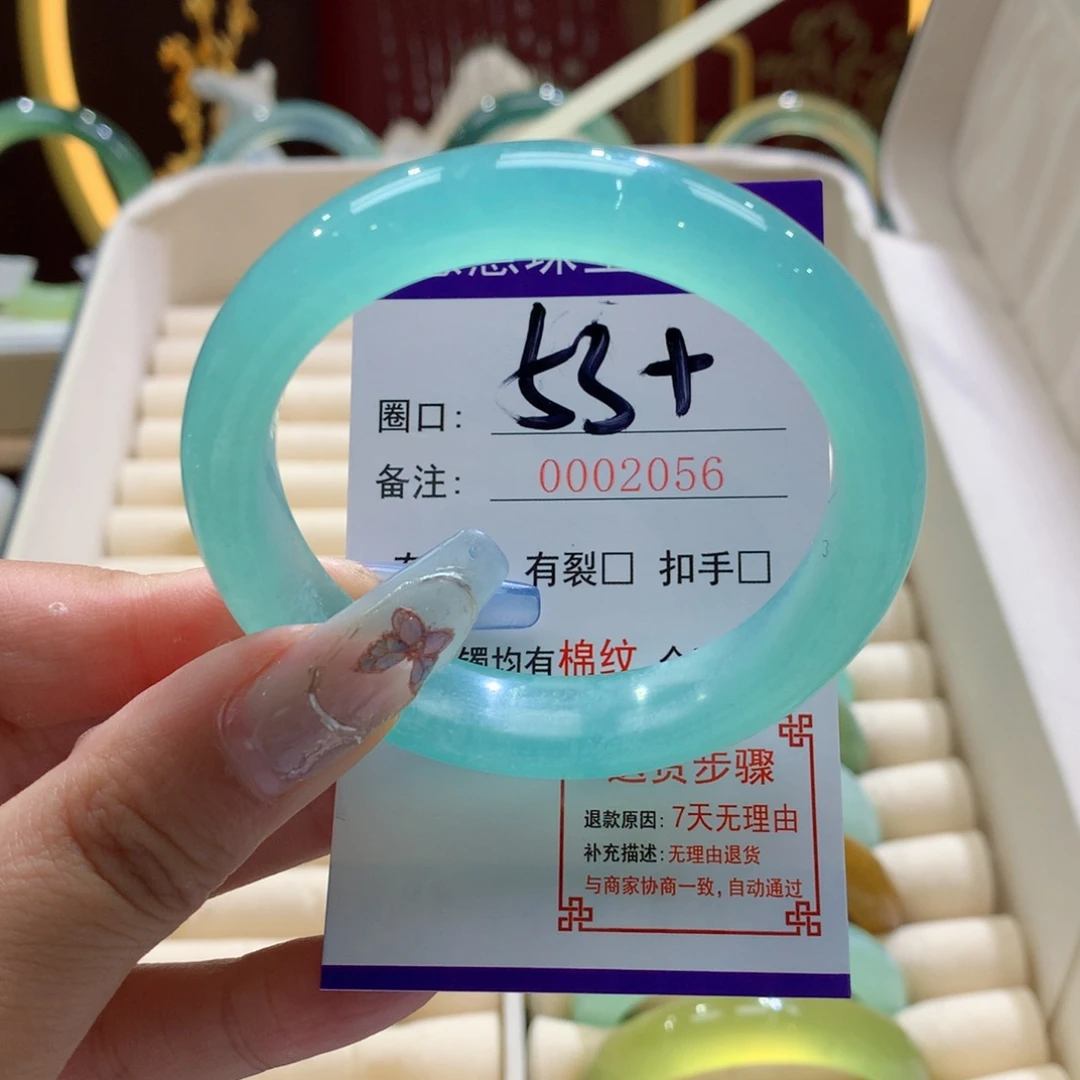 圈口: 53+
备注: 0002056
有裂□ 扣手□
镯均有棉纹
退货步骤
退款原因: 7天无理由
补充描述: 无理由退货
与商家协商一致, 自动通过